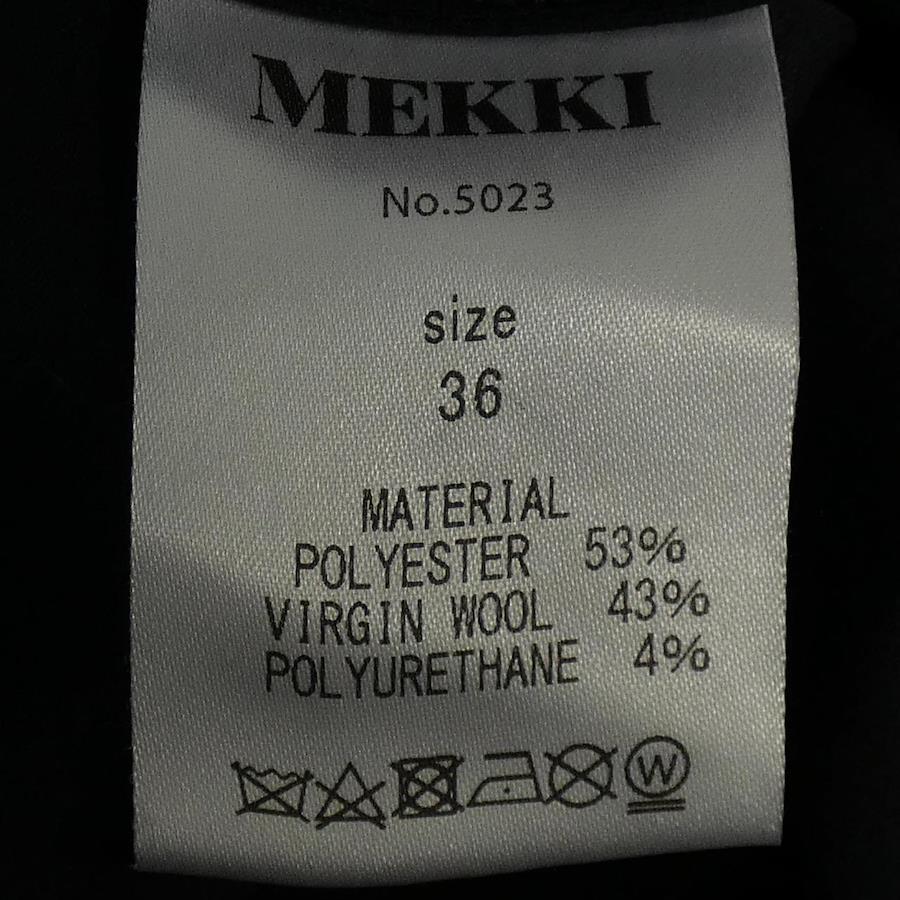 MEKKI
No.5023
size
36
MATERIAL
POLYESTER 53%
VIRGIN WOOL 43%
POLYURETHANE 4%
W